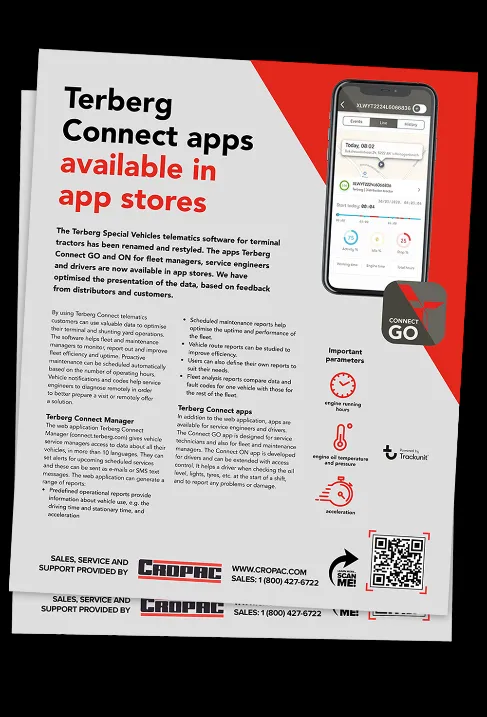 Terberg
Connect apps
available in
app stores
The Terberg Special Vehicles telematics software for terminal
tractors has been renamed and restyled. The apps Terberg
Connect GO and ON for fleet managers, service engineers
and drivers are now available in app stores. We have
optimised the presentation of the data, based on feedback
from distributors and customers.
By using Terberg Connect telematics
customers can use valuable data to optimise
their terminal and shunting yard operations.
The software helps fleet and maintenance
managers to monitor, report out and improve
fleet efficiency and uptime. Proactive
maintenance can be scheduled automatically
based on the number of operating hours.
Vehicle notifications and codes help service
engineers to diagnose remotely in order
to better prepare a visit or remotely offer
a solution.
Terberg Connect Manager
The web application Terberg Connect
Manager (connect.terberg.com) gives vehicle
service managers access to data about all their
vehicles, in more than 10 languages. They can
set alerts for upcoming scheduled services
and these can be sent as e-mails or SMS text
messages. The web application can generate a
range of reports:
• Predefined operational reports provide
information about vehicle use, e.g. the
driving time and stationary time, and
acceleration
• Scheduled maintenance reports help
optimise the uptime and performance of
the fleet.
• Vehicle route reports can be studied to
improve efficiency.
• Users can also define their own reports to
suit their needs.
• Fleet analysis reports compare data and
fault codes for one vehicle with those for
the rest of the fleet.
Terberg Connect apps
In addition to the web application, apps are
available for service engineers and drivers.
The Connect GO app is designed for service
technicians and also for fleet and maintenance
managers. The Connect ON app is developed
for drivers and can be extended with access
control. It helps a driver when checking the oil
level, lights, tyres, etc. at the start of a shift,
and to report any problems or damage.
XLWYT2224L6066836
Events Live History
Today, 08:02
XLWYT2224L6066836
Terberg | Distribution tractor
Start today: 08:04
75 0 25
Activity % Idle % Stop %
Running time Engine time Total hours
CONNECT
GO
Important
parameters
engine running
hours
engine oil temperature
and pressure
acceleration
Powered by
Trackunit
SALES, SERVICE AND
SUPPORT PROVIDED BY
CROPAC
WWW.CROPAC.COM
SALES: 1 (800) 427-6722
SCAN
ME!
SALES, SERVICE AND
SUPPORT PROVIDED BY
CROPAC
SALES: 1 (800) 427-6722
ME!